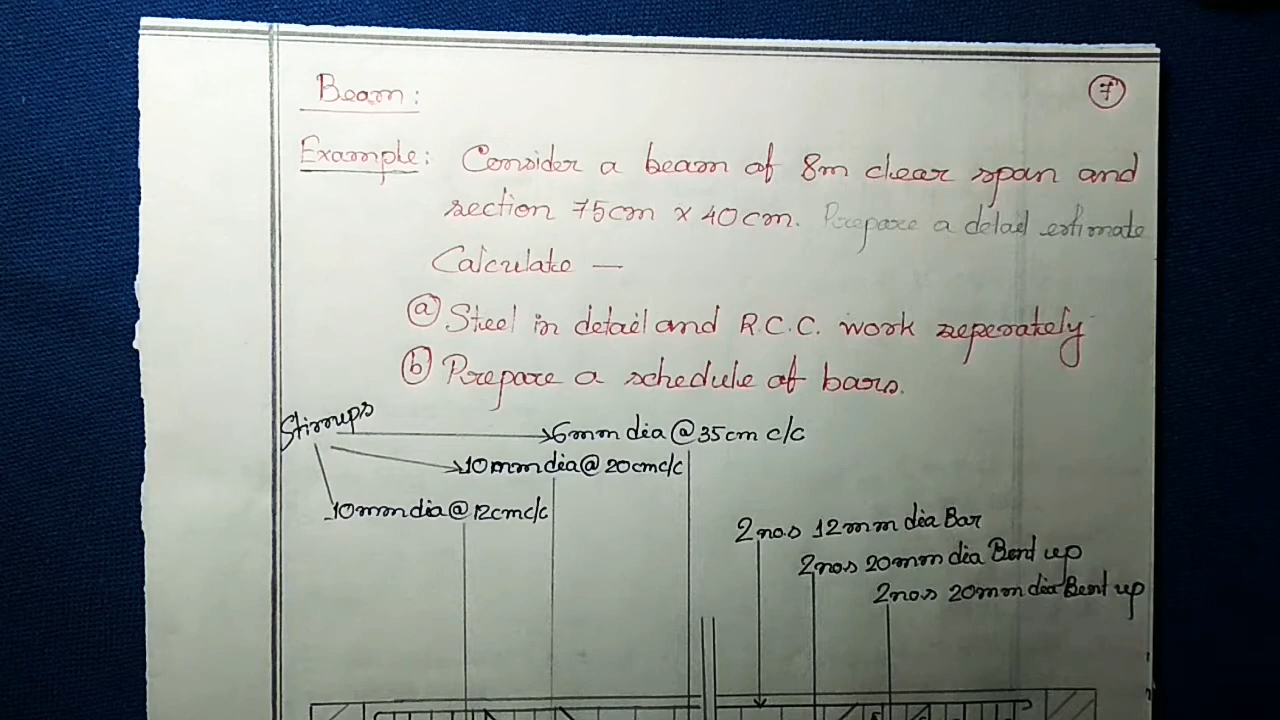 Beam:
7
Example: Consider a beam of 8m clear span and
section 75cm x 40cm. Prepare a detail estimate
Calculate —
(a) Steel in detail and R.C.C. work seperately
(b) Prepare a schedule of bars.
Stirrups
6mm dia @ 35cm c/c
10mm dia @ 20cm c/c
10mm dia @ 12cm c/c
2nos 12mm dia Bar
2nos 20mm dia Bent up
2nos 20mm dia Bent up